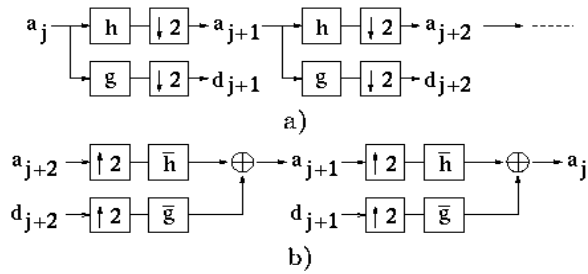 a_j h ↓2 a_{j+1} h ↓2 a_{j+2}
g ↓2 d_{j+1} g ↓2 d_{j+2}
a)
a_{j+2} ↑2 h̅ a_{j+1} ↑2 h̅ a_j
d_{j+2} ↑2 g̅ d_{j+1} ↑2 g̅
b)